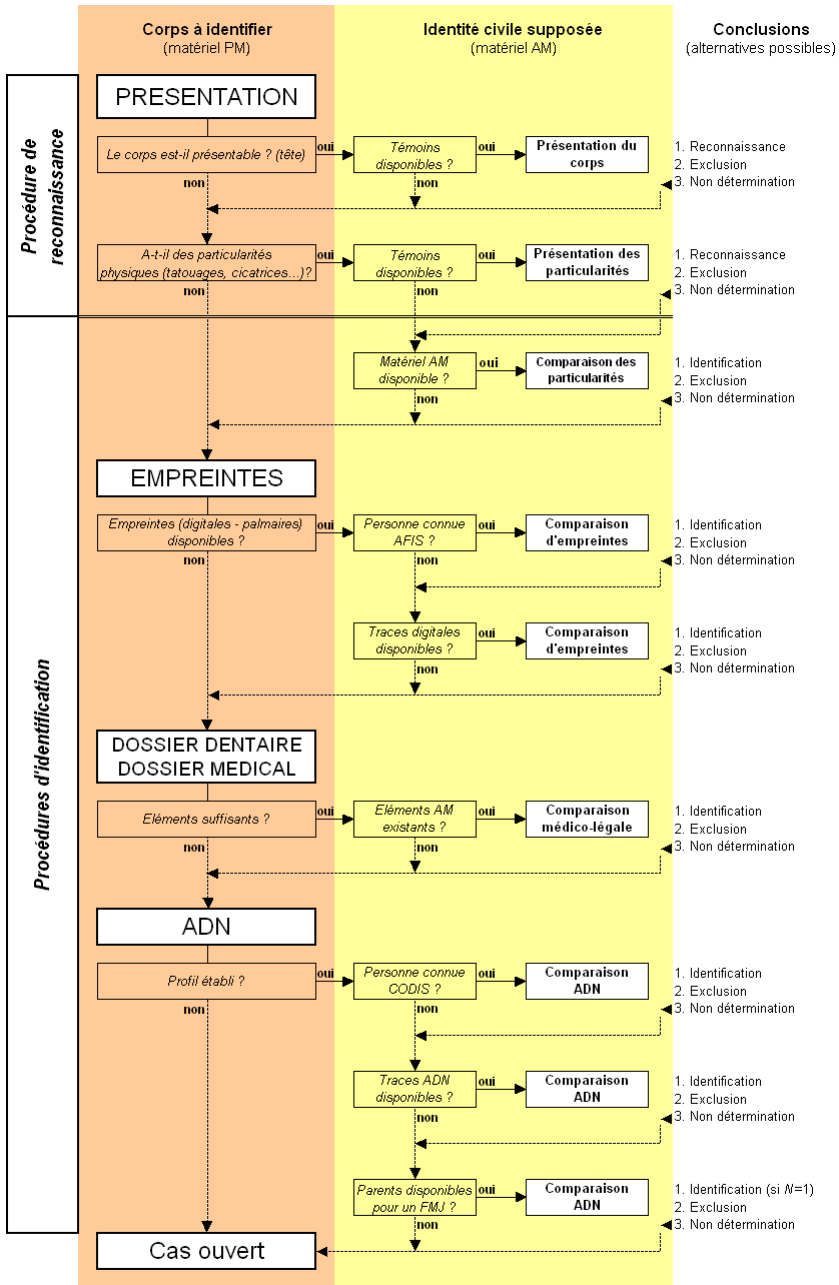 Corps à identifier
(matériel PM)
Identité civile supposée
(matériel AM)
Conclusions
(alternatives possibles)
Procédure de
reconnaissance
PRESENTATION
Le corps est-il présentable ? (tête)
oui
Témoins
disponibles ?
oui
Présentation du
corps
1. Reconnaissance
2. Exclusion
3. Non détermination
non
non
A-t-il des particularités
physiques (tatouages, cicatrices...)?
oui
Témoins
disponibles ?
oui
Présentation des
particularités
1. Reconnaissance
2. Exclusion
3. Non détermination
non
non
Procédures d'identification
Matériel AM
disponible ?
oui
Comparaison des
particularités
1. Identification
2. Exclusion
3. Non détermination
non
EMPREINTES
Empreintes (digitales - palmaires)
disponibles ?
oui
Personne connue
AFIS ?
oui
Comparaison
d'empreintes
1. Identification
2. Exclusion
3. Non détermination
non
non
Traces digitales
disponibles ?
oui
Comparaison
d'empreintes
1. Identification
2. Exclusion
3. Non détermination
non
DOSSIER DENTAIRE
DOSSIER MEDICAL
Eléments suffisants ?
oui
Eléments AM
existants ?
oui
Comparaison
médico-légale
1. Identification
2. Exclusion
3. Non détermination
non
non
ADN
Profil établi ?
oui
Personne connue
CODIS ?
oui
Comparaison
ADN
1. Identification
2. Exclusion
3. Non détermination
non
non
Traces ADN
disponibles ?
oui
Comparaison
ADN
1. Identification
2. Exclusion
3. Non détermination
non
Parents disponibles
pour un FMJ ?
oui
Comparaison
ADN
1. Identification (si N=1)
2. Exclusion
3. Non détermination
non
Cas ouvert